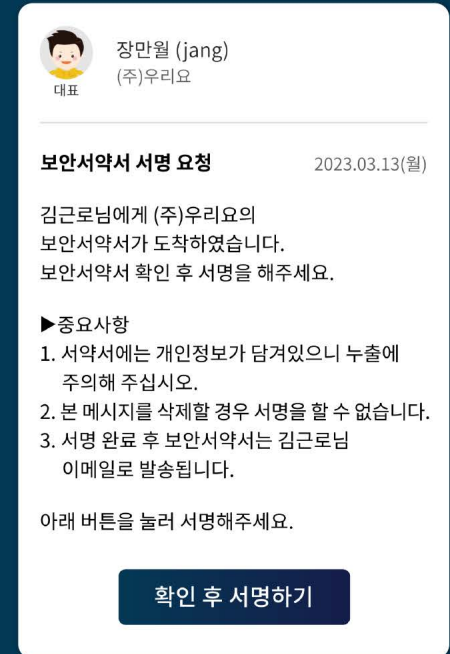 장만월 (jang)
(주)우리요
대표
보안서약서 서명 요청 2023.03.13(월)
김근로님에게 (주)우리요의
보안서약서가 도착하였습니다.
보안서약서 확인 후 서명을 해주세요.
▶중요사항
1. 서약서에는 개인정보가 담겨있으니 누출에
주의해 주십시오.
2. 본 메시지를 삭제할 경우 서명을 할 수 없습니다.
3. 서명 완료 후 보안서약서는 김근로님
이메일로 발송됩니다.
아래 버튼을 눌러 서명해주세요.
확인 후 서명하기